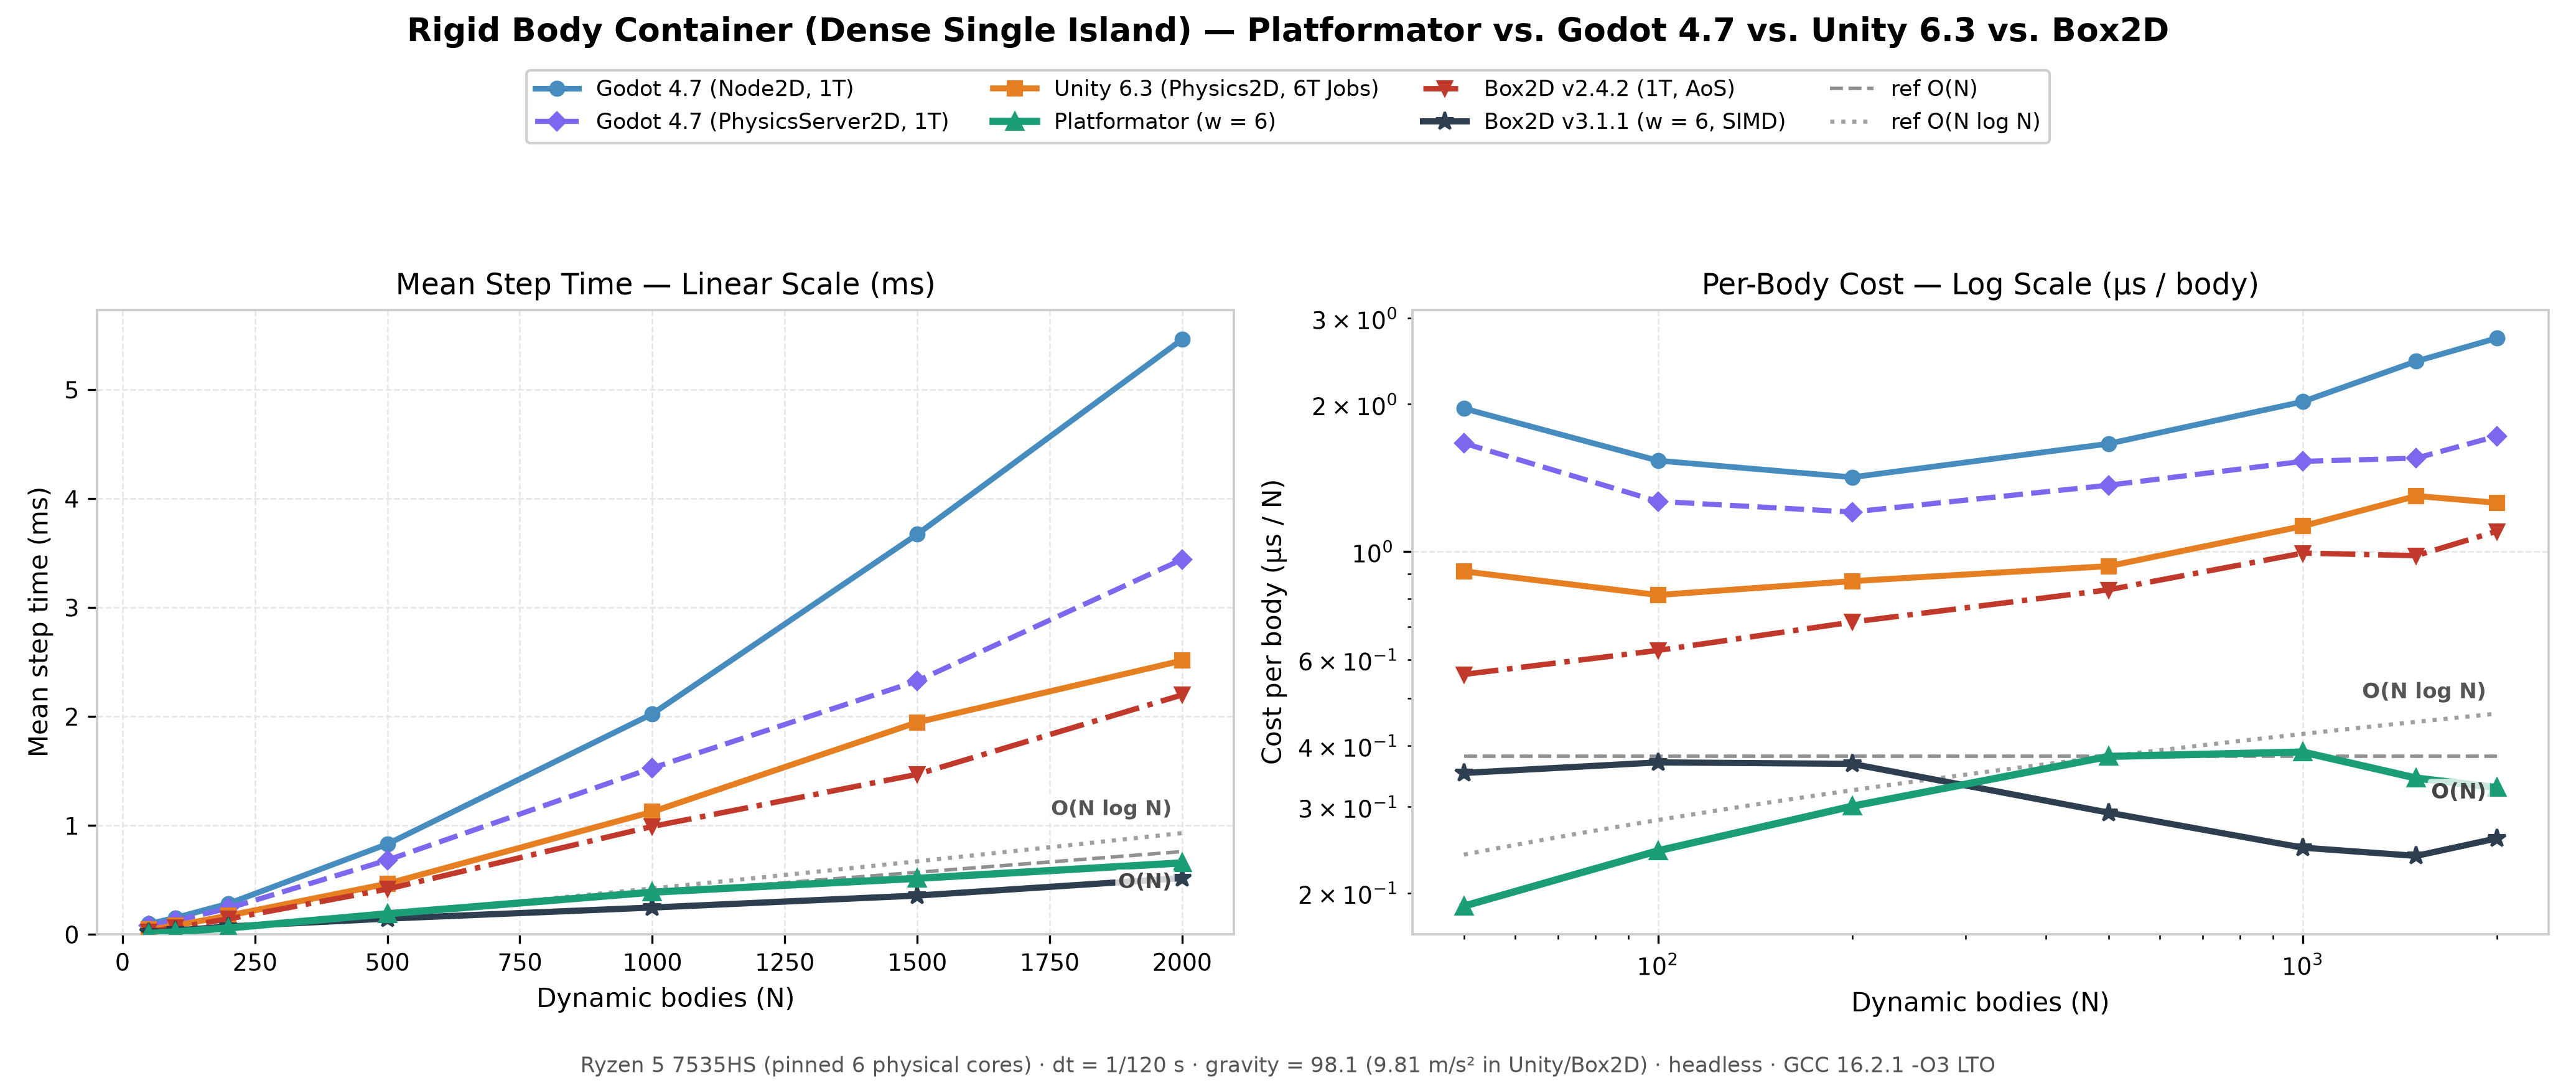 Rigid Body Container (Dense Single Island) — Platformator vs. Godot 4.7 vs. Unity 6.3 vs. Box2D
Godot 4.7 (Node2D, 1T)
Godot 4.7 (PhysicsServer2D, 1T)
Unity 6.3 (Physics2D, 6T Jobs)
Platformator (w = 6)
Box2D v2.4.2 (1T, AoS)
Box2D v3.1.1 (w = 6, SIMD)
ref O(N)
ref O(N log N)
Mean Step Time — Linear Scale (ms)
Mean step time (ms)
5
4
3
2
1
0
O(N log N)
O(N)
0 250 500 750 1000 1250 1500 1750 2000
Dynamic bodies (N)
Per-Body Cost — Log Scale (µs / body)
Cost per body (µs / N)
3 × 10⁰
2 × 10⁰
10⁰
6 × 10⁻¹
4 × 10⁻¹
3 × 10⁻¹
2 × 10⁻¹
O(N log N)
O(N)
10² 10³
Dynamic bodies (N)
Ryzen 5 7535HS (pinned 6 physical cores) · dt = 1/120 s · gravity = 98.1 (9.81 m/s² in Unity/Box2D) · headless · GCC 16.2.1 -O3 LTO